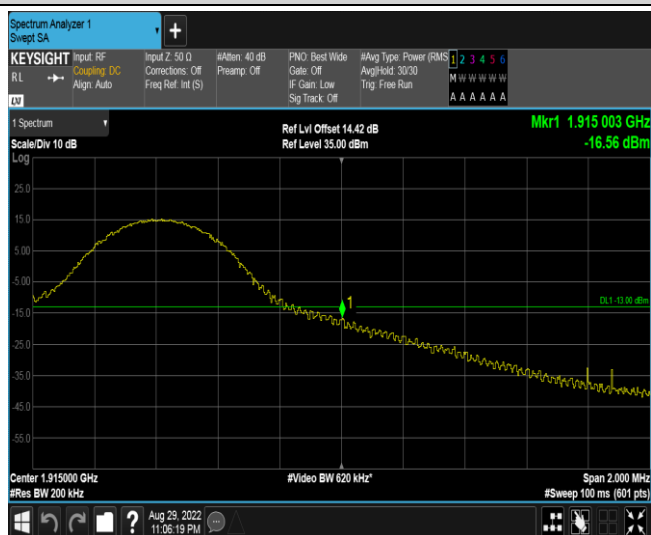 Spectrum Analyzer 1
Swept SA
KEYSIGHT
RL
Input: RF
Coupling: DC
Align: Auto
Input Z: 50 Ω
Corrections: Off
Freq Ref: Int (S)
#Atten: 40 dB
Preamp: Off
PNO: Best Wide
Gate: Off
IF Gain: Low
Sig Track: Off
#Avg Type: Power (RMS
Avg|Hold: 30/30
Trig: Free Run
1 2 3 4 5 6
M W W W W W
A A A A A A
1 Spectrum
Scale/Div 10 dB
Log
Ref Lvl Offset 14.42 dB
Ref Level 35.00 dBm
Mkr1 1.915 003 GHz
-16.56 dBm
25.0
15.0
5.00
-5.00
-15.0
-25.0
-35.0
-45.0
-55.0
1
DL1 -13.00 dBm
Center 1.915000 GHz
#Res BW 200 kHz
#Video BW 620 kHz*
Span 2.000 MHz
#Sweep 100 ms (601 pts)
?
Aug 29, 2022
11:06:19 PM